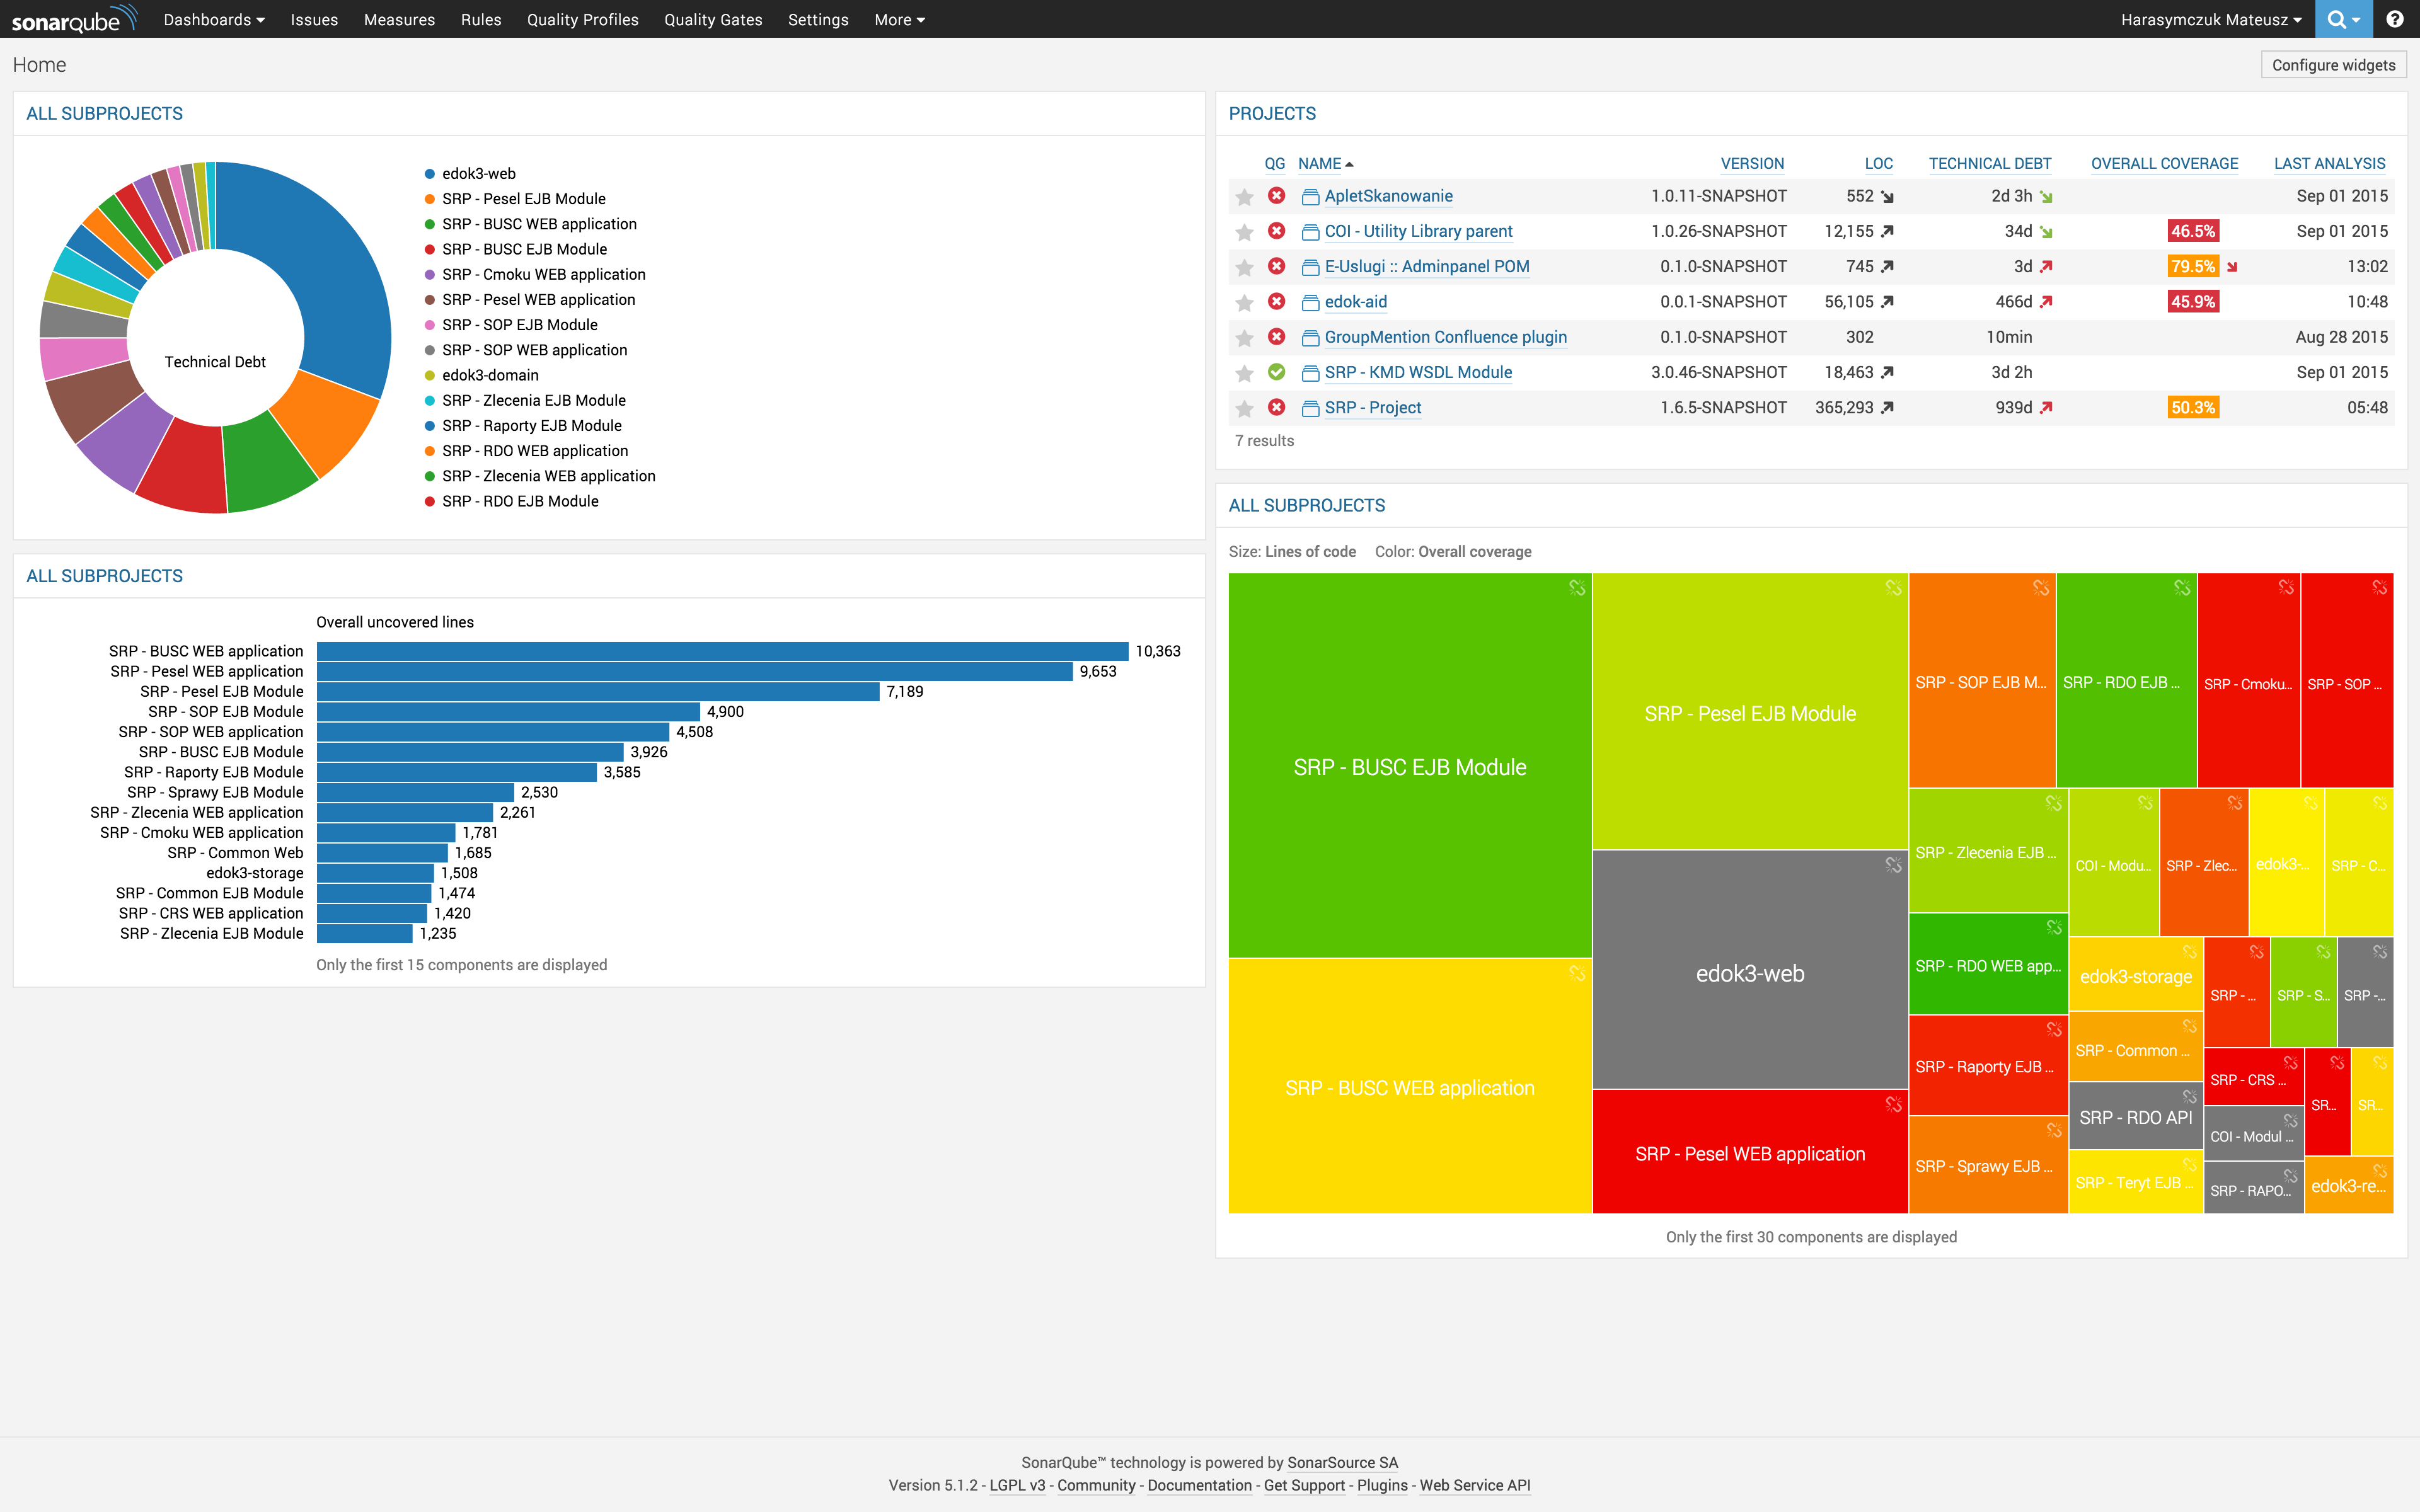 sonarqube Dashboards Issues Measures Rules Quality Profiles Quality Gates Settings More Harasymczuk Mateusz
Home Configure widgets
ALL SUBPROJECTS
Technical Debt
edok3-web
SRP - Pesel EJB Module
SRP - BUSC WEB application
SRP - BUSC EJB Module
SRP - Cmoku WEB application
SRP - Pesel WEB application
SRP - SOP EJB Module
SRP - SOP WEB application
edok3-domain
SRP - Zlecenia EJB Module
SRP - Raporty EJB Module
SRP - RDO WEB application
SRP - Zlecenia WEB application
SRP - RDO EJB Module
ALL SUBPROJECTS
Overall uncovered lines
SRP - BUSC WEB application 10,363
SRP - Pesel WEB application 9,653
SRP - Pesel EJB Module 7,189
SRP - SOP EJB Module 4,900
SRP - SOP WEB application 4,508
SRP - BUSC EJB Module 3,926
SRP - Raporty EJB Module 3,585
SRP - Sprawy EJB Module 2,530
SRP - Zlecenia WEB application 2,261
SRP - Cmoku WEB application 1,781
SRP - Common Web 1,685
edok3-storage 1,508
SRP - Common EJB Module 1,474
SRP - CRS WEB application 1,420
SRP - Zlecenia EJB Module 1,235
Only the first 15 components are displayed
PROJECTS
QG NAME VERSION LOC TECHNICAL DEBT OVERALL COVERAGE LAST ANALYSIS
ApletSkanowanie 1.0.11-SNAPSHOT 552 2d 3h Sep 01 2015
COI - Utility Library parent 1.0.26-SNAPSHOT 12,155 34d 46.5% Sep 01 2015
E-Uslugi :: Adminpanel POM 0.1.0-SNAPSHOT 745 3d 79.5% 13:02
edok-aid 0.0.1-SNAPSHOT 56,105 466d 45.9% 10:48
GroupMention Confluence plugin 0.1.0-SNAPSHOT 302 10min Aug 28 2015
SRP - KMD WSDL Module 3.0.46-SNAPSHOT 18,463 3d 2h Sep 01 2015
SRP - Project 1.6.5-SNAPSHOT 365,293 939d 50.3% 05:48
7 results
ALL SUBPROJECTS
Size: Lines of code Color: Overall coverage
SRP - BUSC EJB Module
SRP - BUSC WEB application
SRP - Pesel EJB Module
edok3-web
SRP - Pesel WEB application
SRP - SOP EJB M...
SRP - RDO EJB ...
SRP - Cmoku...
SRP - SOP ...
SRP - Zlecenia EJB ...
SRP - RDO WEB app...
SRP - Raporty EJB ...
SRP - Sprawy EJB ...
COI - Modu...
SRP - Zlec...
edok3-...
SRP - C...
edok3-storage
SRP - Common ...
SRP - RDO API
SRP - Teryt EJB ...
SRP - ...
SRP - S...
SRP -...
SRP - CRS ...
COI - Modul ...
SRP - RAPO...
SR...
SR...
edok3-re...
Only the first 30 components are displayed
SonarQube™ technology is powered by SonarSource SA
Version 5.1.2 - LGPL v3 - Community - Documentation - Get Support - Plugins - Web Service API